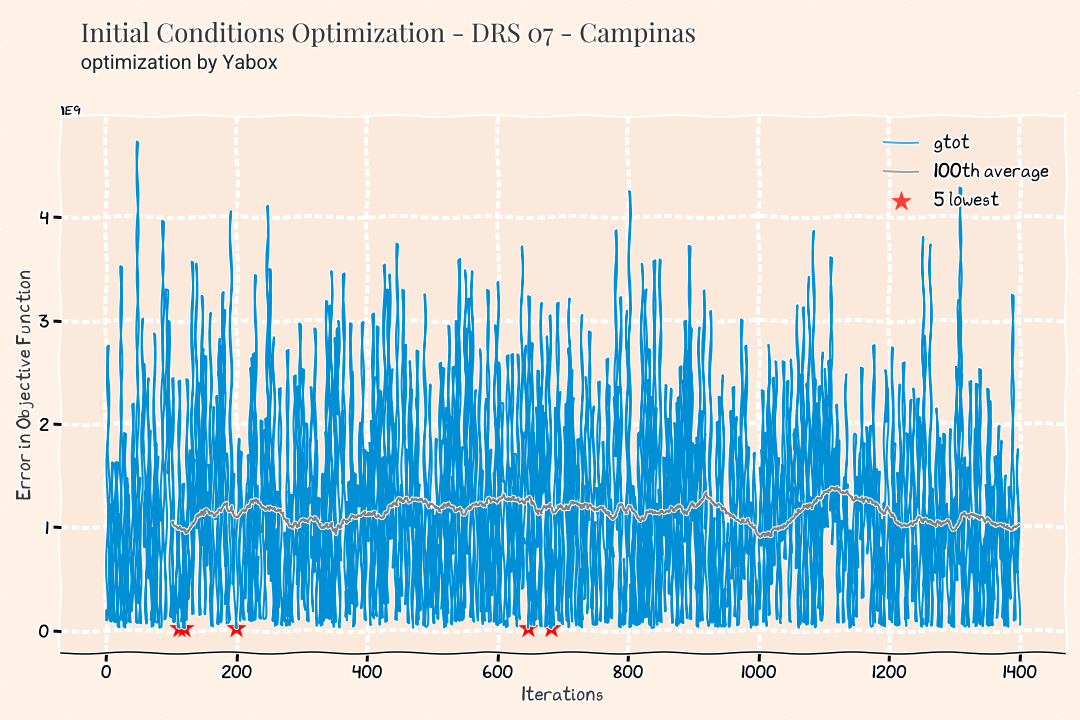 Initial Conditions Optimization - DRS 07 - Campinas
optimization by Yabox
1E9
gtot
100th average
5 lowest
Error in Objective Function
4
3
2
1
0
0 200 400 600 800 1000 1200 1400
Iterations